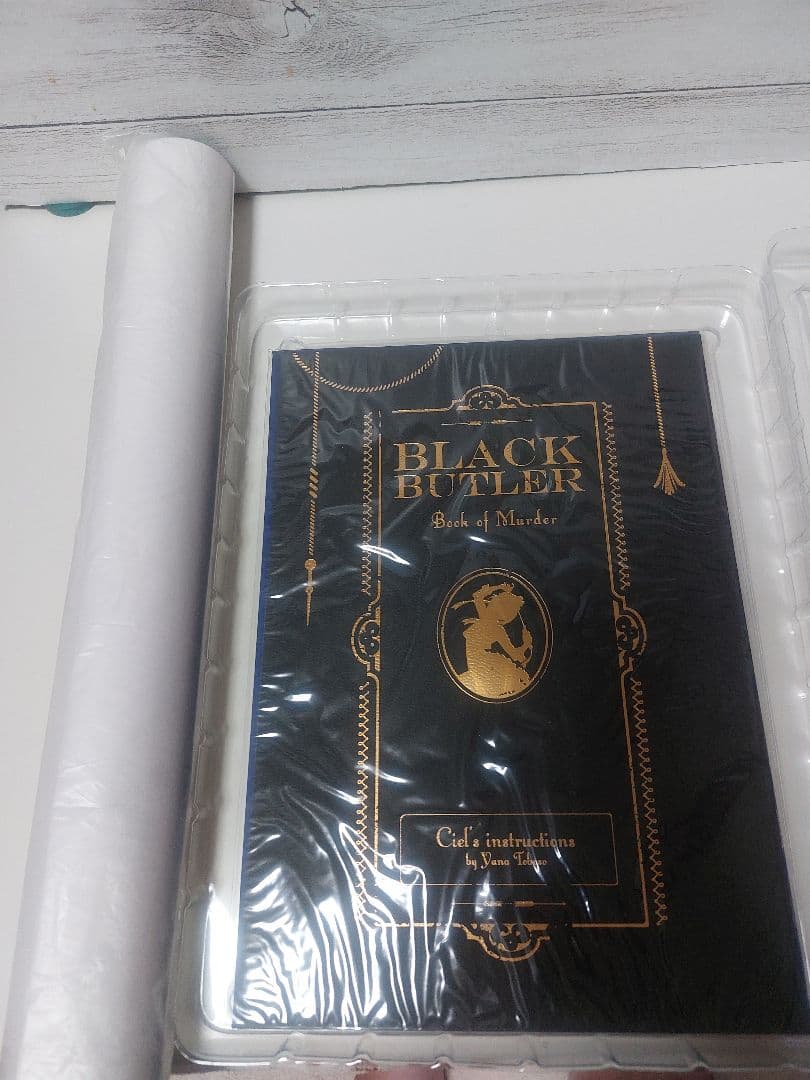 BLACK
BUTLER
Book of Murder
Ciel's instructions
by Yana Toboso